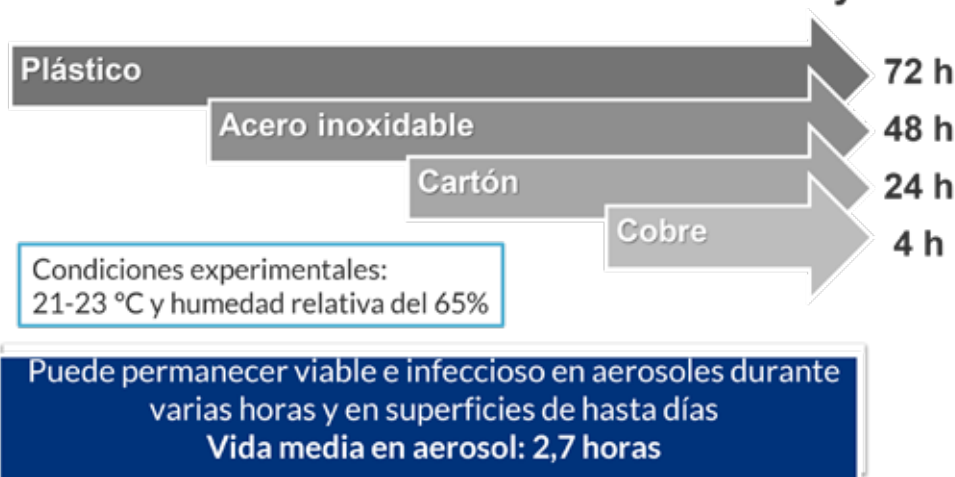 Plástico 72 h
Acero inoxidable 48 h
Cartón 24 h
Cobre 4 h
Condiciones experimentales:
21-23 °C y humedad relativa del 65%
Puede permanecer viable e infeccioso en aerosoles durante
varias horas y en superficies de hasta días
Vida media en aerosol: 2,7 horas